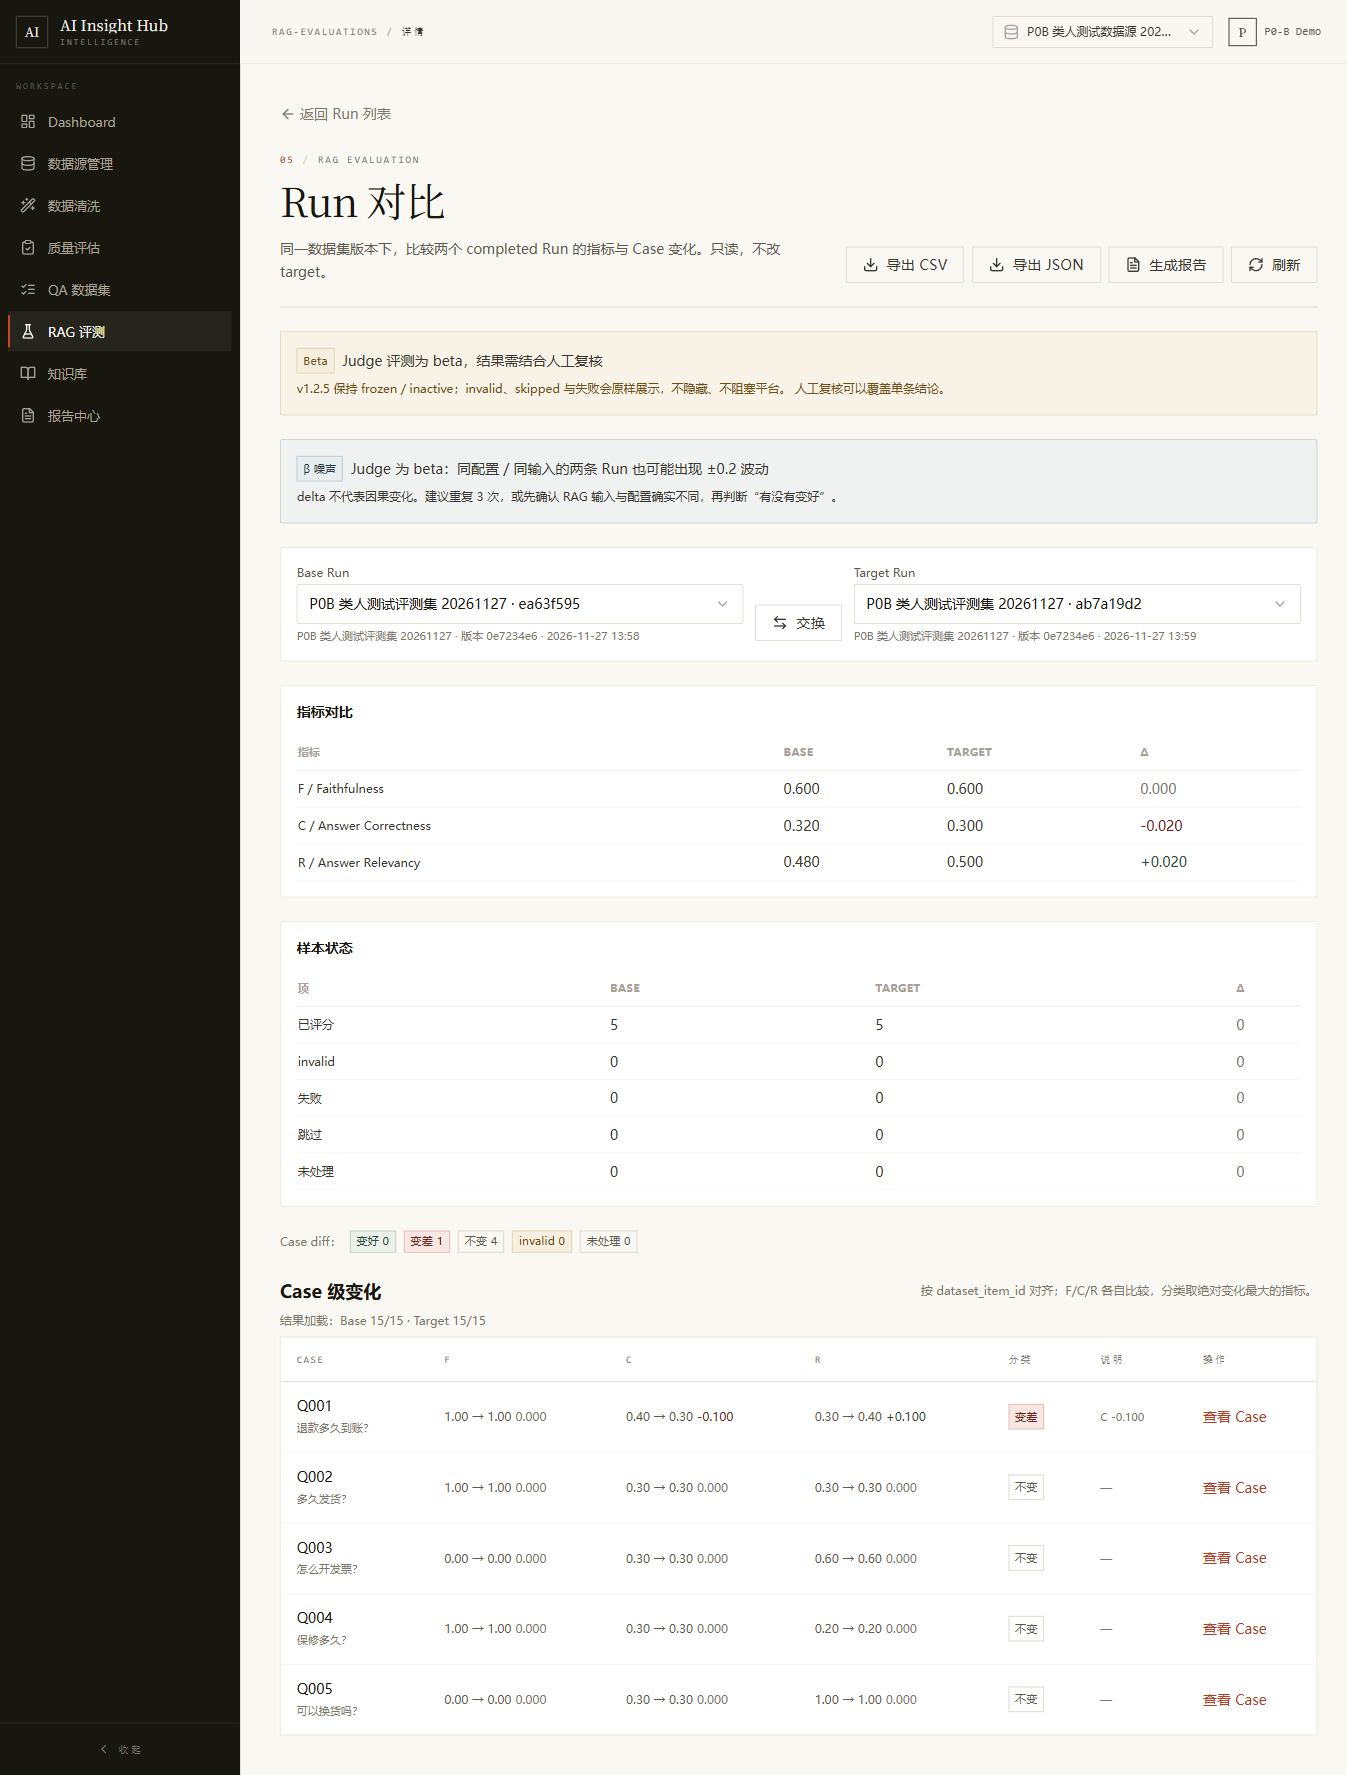 AI
AI Insight Hub
INTELLIGENCE
WORKSPACE
Dashboard
数据源管理
数据清洗
质量评估
QA 数据集
RAG 评测
知识库
报告中心
收起
RAG-EVALUATIONS / 详情
P0B 类人测试数据源 202...
P
P0-B Demo
返回 Run 列表
05 / RAG EVALUATION
Run 对比
同一数据集版本下，比较两个 completed Run 的指标与 Case 变化。只读，不改
target。
导出 CSV
导出 JSON
生成报告
刷新
Beta Judge 评测为 beta，结果需结合人工复核
v1.2.5 保持 frozen / inactive；invalid、skipped 与失败会原样展示，不隐藏、不阻塞平台。 人工复核可以覆盖单条结论。
β 噪声 Judge 为 beta：同配置 / 同输入的两条 Run 也可能出现 ±0.2 波动
delta 不代表因果变化。建议重复 3 次，或先确认 RAG 输入与配置确实不同，再判断“有没有变好”。
Base Run
P0B 类人测试评测集 20261127 · ea63f595
P0B 类人测试评测集 20261127 · 版本 0e7234e6 · 2026-11-27 13:58
交换
Target Run
P0B 类人测试评测集 20261127 · ab7a19d2
P0B 类人测试评测集 20261127 · 版本 0e7234e6 · 2026-11-27 13:59
指标对比
指标 BASE TARGET Δ
F / Faithfulness 0.600 0.600 0.000
C / Answer Correctness 0.320 0.300 -0.020
R / Answer Relevancy 0.480 0.500 +0.020
样本状态
项 BASE TARGET Δ
已评分 5 5 0
invalid 0 0 0
失败 0 0 0
跳过 0 0 0
未处理 0 0 0
Case diff: 变好 0 变差 1 不变 4 invalid 0 未处理 0
Case 级变化
按 dataset_item_id 对齐；F/C/R 各自比较，分类取绝对变化最大的指标。
结果加载：Base 15/15 · Target 15/15
CASE F C R 分类 说明 操作
Q001 1.00 → 1.00 0.000 0.40 → 0.30 -0.100 0.30 → 0.40 +0.100 变差 C -0.100 查看 Case
退款多久到账?
Q002 1.00 → 1.00 0.000 0.30 → 0.30 0.000 0.30 → 0.30 0.000 不变 — 查看 Case
多久发货?
Q003 0.00 → 0.00 0.000 0.30 → 0.30 0.000 0.60 → 0.60 0.000 不变 — 查看 Case
怎么开发票?
Q004 1.00 → 1.00 0.000 0.30 → 0.30 0.000 0.20 → 0.20 0.000 不变 — 查看 Case
保修多久?
Q005 0.00 → 0.00 0.000 0.30 → 0.30 0.000 1.00 → 1.00 0.000 不变 — 查看 Case
可以换货吗?